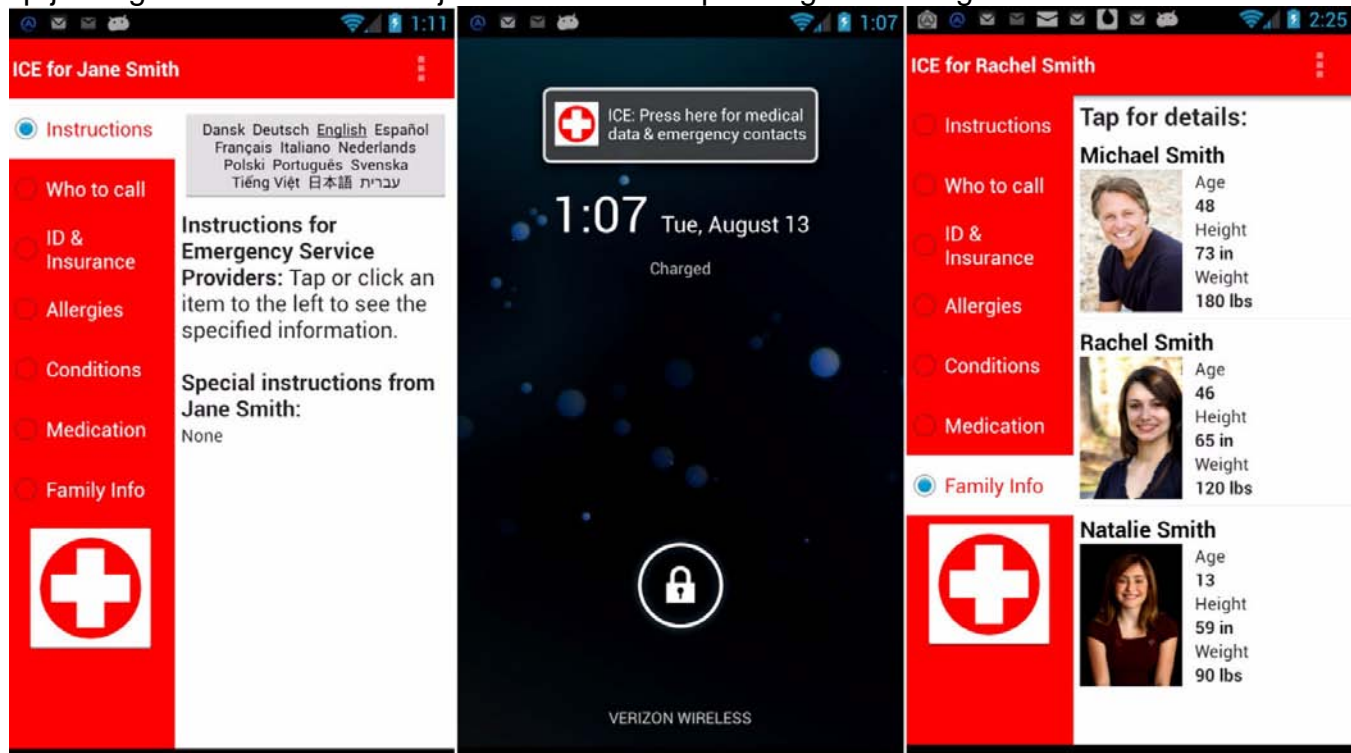 1:11
ICE for Jane Smith
Instructions
Who to call
ID &
Insurance
Allergies
Conditions
Medication
Family Info
Dansk Deutsch English Español
Français Italiano Nederlands
Polski Português Svenska
Tiếng Việt 日本語 עברית
Instructions for
Emergency Service
Providers: Tap or click an
item to the left to see the
specified information.
Special instructions from
Jane Smith:
None
1:07
ICE: Press here for medical
data & emergency contacts
1:07 Tue, August 13
Charged
VERIZON WIRELESS
2:25
ICE for Rachel Smith
Instructions
Who to call
ID &
Insurance
Allergies
Conditions
Medication
Family Info
Tap for details:
Michael Smith
Age
48
Height
73 in
Weight
180 lbs
Rachel Smith
Age
46
Height
65 in
Weight
120 lbs
Natalie Smith
Age
13
Height
59 in
Weight
90 lbs